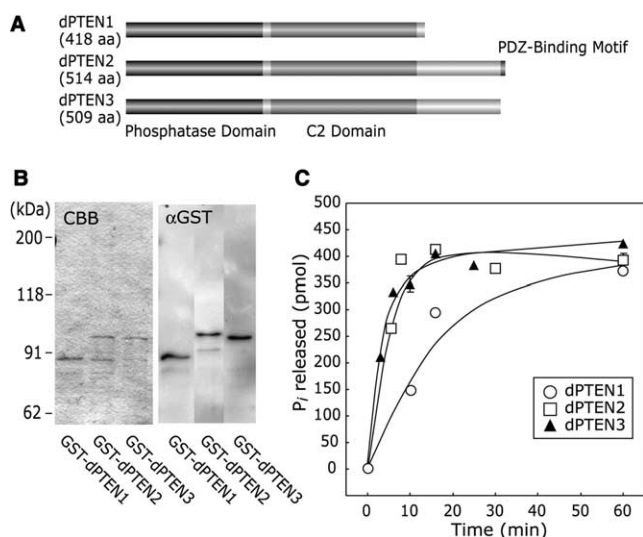 A
dPTEN1
(418 aa)
dPTEN2
(514 aa)
PDZ-Binding Motif
dPTEN3
(509 aa)
Phosphatase Domain
C2 Domain
B
(kDa)
CBB
αGST
200
118
91
62
GST-dPTEN1
GST-dPTEN2
GST-dPTEN3
GST-dPTEN1
GST-dPTEN2
GST-dPTEN3
C
Pi released (pmol)
500
450
400
350
300
250
200
150
100
50
0
0
10
20
30
40
50
60
Time (min)
dPTEN1
dPTEN2
dPTEN3